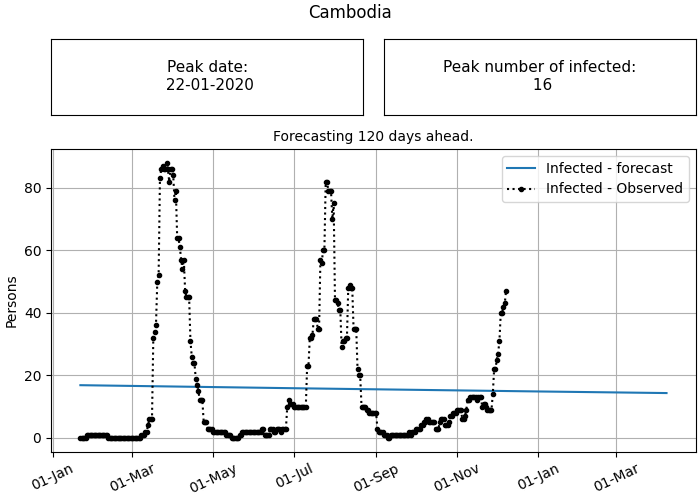 Cambodia
Peak date:
22-01-2020
Peak number of infected:
16
Forecasting 120 days ahead.
Infected - forecast
Infected - Observed
Persons
80
60
40
20
0
01-Jan
01-Mar
01-May
01-Jul
01-Sep
01-Nov
01-Jan
01-Mar